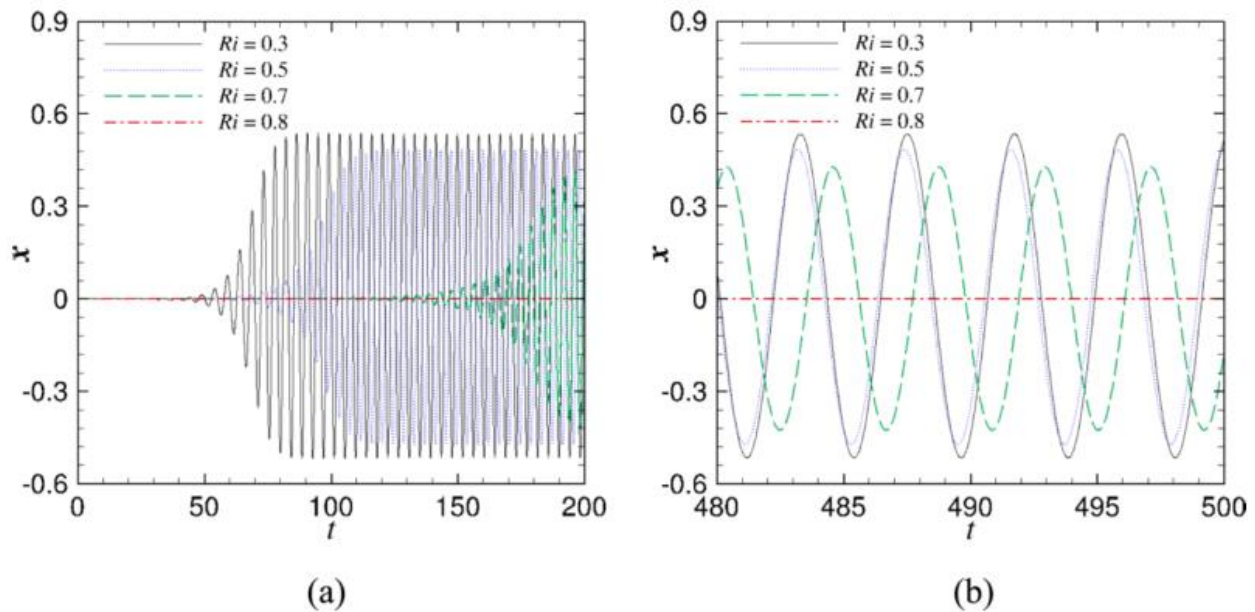 0.9
0.6
0.3
0
-0.3
-0.6
x
0
50
100
150
200
t
Ri = 0.3
Ri = 0.5
Ri = 0.7
Ri = 0.8
(a)
0.9
0.6
0.3
0
-0.3
-0.6
x
480
485
490
495
500
t
Ri = 0.3
Ri = 0.5
Ri = 0.7
Ri = 0.8
(b)